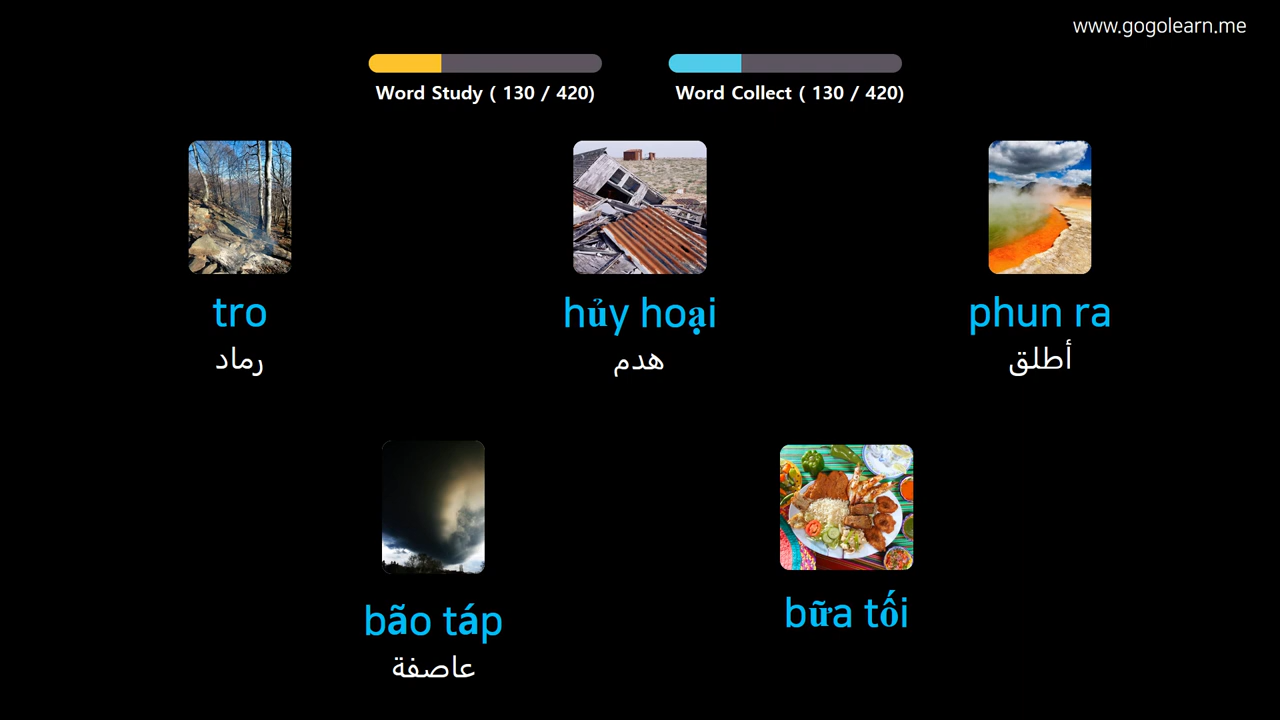 www.gogolearn.me
Word Study ( 130 / 420)
Word Collect ( 130 / 420)
tro
رماد
hủy hoại
هدم
phun ra
أطلق
bão táp
عاصفة
bữa tối